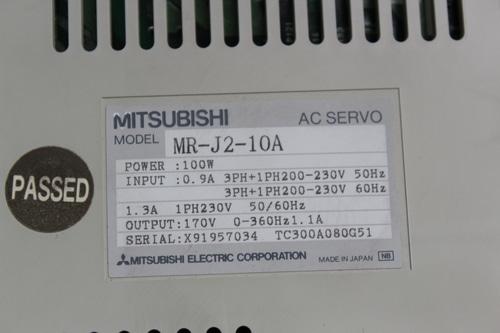 MITSUBISHI AC SERVO
MODEL MR-J2-10A
POWER :100W
INPUT :0.9A 3PH+1PH200-230V 50Hz
3PH+1PH200-230V 60Hz
1.3A 1PH230V 50/60Hz
OUTPUT:170V 0-360Hz1.1A
SERIAL:X91957034 TC300A080G51
MITSUBISHI ELECTRIC CORPORATION MADE IN JAPAN NB
PASSED